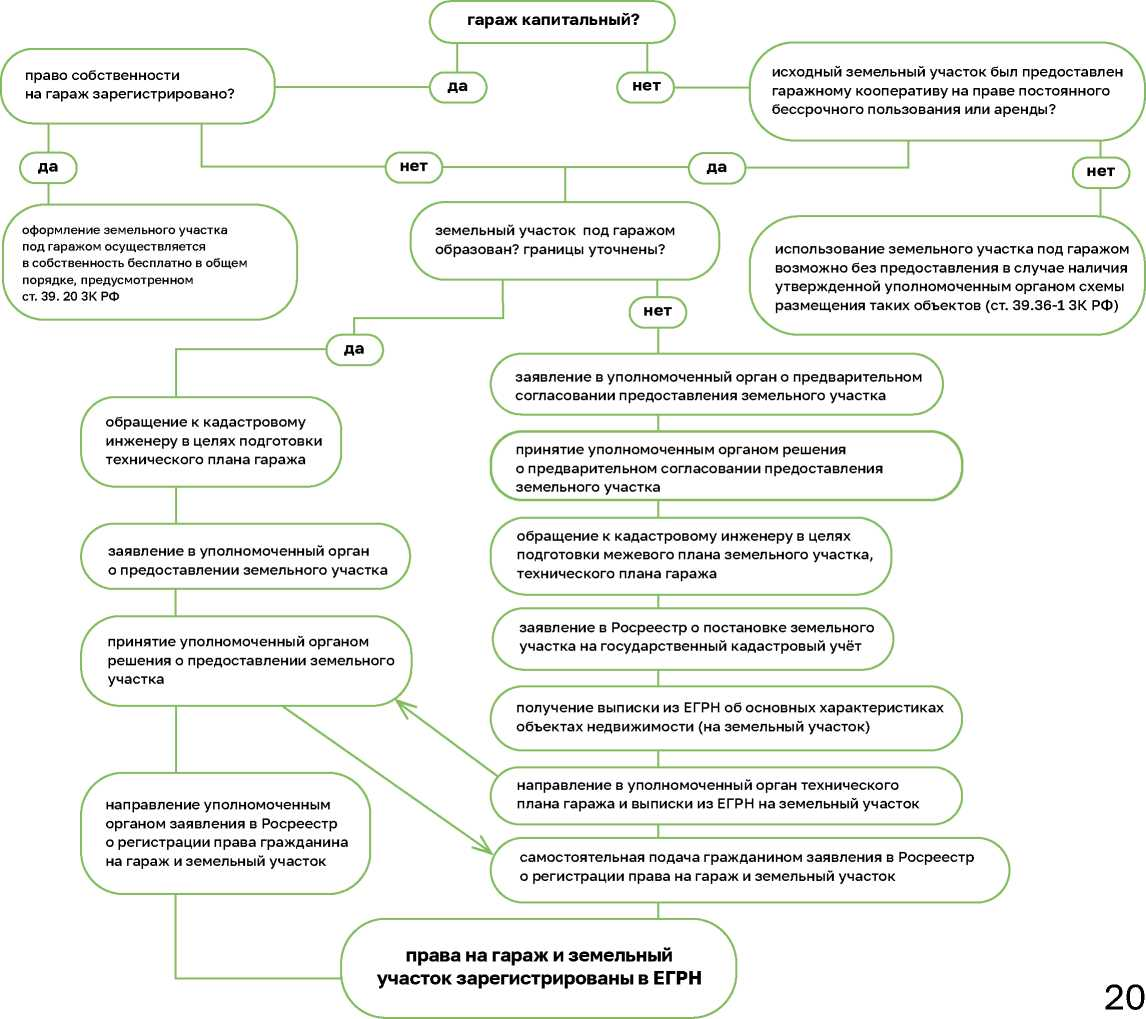 гараж капитальный?
право собственности
на гараж зарегистрировано?
да
нет
исходный земельный участок был предоставлен
гаражному кооперативу на праве постоянного
бессрочного пользования или аренды?
да
нет
да
нет
оформление земельного участка
под гаражом осуществляется
в собственность бесплатно в общем
порядке, предусмотренном
ст. 39. 20 ЗК РФ
земельный участок под гаражом
образован? границы уточнены?
использование земельного участка под гаражом
возможно без предоставления в случае наличия
утвержденной уполномоченным органом схемы
размещения таких объектов (ст. 39.36-1 ЗК РФ)
да
нет
обращение к кадастровому
инженеру в целях подготовки
технического плана гаража
заявление в уполномоченный орган
о предоставлении земельного участка
принятие уполномоченный органом
решения о предоставлении земельного
участка
направление уполномоченным
органом заявления в Росреестр
о регистрации права гражданина
на гараж и земельный участок
заявление в уполномоченный орган о предварительном
согласовании предоставления земельного участка
принятие уполномоченным органом решения
о предварительном согласовании предоставления
земельного участка
обращение к кадастровому инженеру в целях
подготовки межевого плана земельного участка,
технического плана гаража
заявление в Росреестр о постановке земельного
участка на государственный кадастровый учёт
получение выписки из ЕГРН об основных характеристиках
объектах недвижимости (на земельный участок)
направление в уполномоченный орган технического
плана гаража и выписки из ЕГРН на земельный участок
самостоятельная подача гражданином заявления в Росреестр
о регистрации права на гараж и земельный участок
права на гараж и земельный
участок зарегистрированы в ЕГРН
20